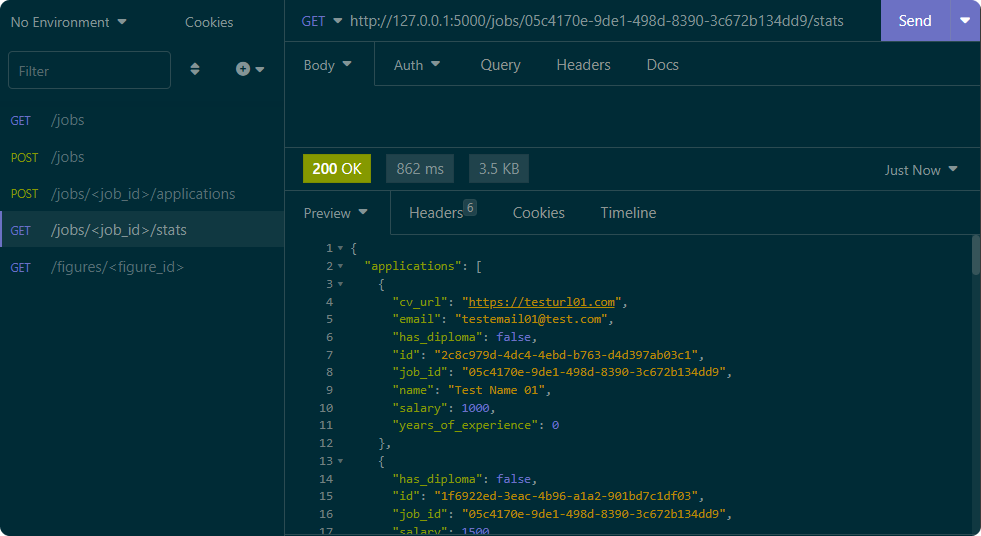 No Environment
Cookies
Filter
GET /jobs
POST /jobs
POST /jobs/<job_id>/applications
GET /jobs/<job_id>/stats
GET /figures/<figure_id>
GET http://127.0.0.1:5000/jobs/05c4170e-9de1-498d-8390-3c672b134dd9/stats
Send
Body Auth Query Headers Docs
200 OK 862 ms 3.5 KB Just Now
Preview Headers 6 Cookies Timeline
1 {
2 "applications": [
3 {
4 "cv_url": "https://testurl01.com",
5 "email": "testemail01@test.com",
6 "has_diploma": false,
7 "id": "2c8c979d-4dc4-4ebd-b763-d4d397ab03c1",
8 "job_id": "05c4170e-9de1-498d-8390-3c672b134dd9",
9 "name": "Test Name 01",
10 "salary": 1000,
11 "years_of_experience": 0
12 },
13 {
14 "has_diploma": false,
15 "id": "1f6922ed-3eac-4b96-a1a2-901bd7c1df03",
16 "job_id": "05c4170e-9de1-498d-8390-3c672b134dd9",
17 "salary": 1500